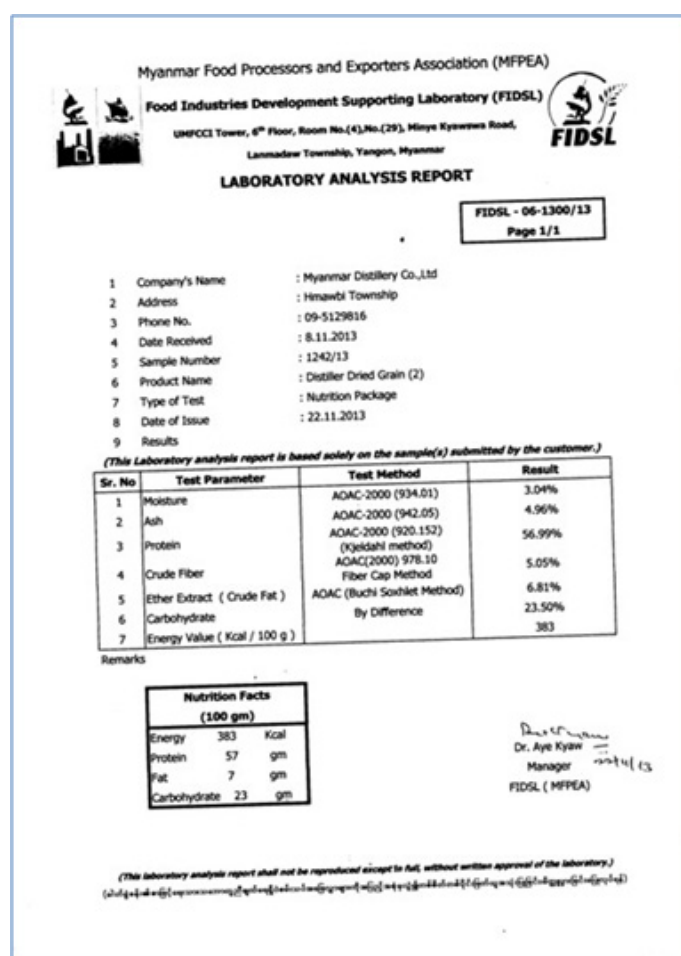 Myanmar Food Processors and Exporters Association (MFPEA)
Food Industries Development Supporting Laboratory (FIDSL)
UMFCCI Tower, 6th Floor, Room No.(4),No.(29), Minye Kyawswa Road,
Lanmadaw Township, Yangon, Myanmar
FIDSL
LABORATORY ANALYSIS REPORT
FIDSL - 06-1300/13
Page 1/1
1 Company's Name : Myanmar Distillery Co.,Ltd
2 Address : Hmawbi Township
3 Phone No. : 09-5129816
4 Date Received : 8.11.2013
5 Sample Number : 1242/13
6 Product Name : Distiller Dried Grain (2)
7 Type of Test : Nutrition Package
8 Date of Issue : 22.11.2013
9 Results
(This Laboratory analysis report is based solely on the sample(s) submitted by the customer.)
Sr. No Test Parameter Test Method Result
1 Moisture AOAC-2000 (934.01) 3.04%
2 Ash AOAC-2000 (942.05) 4.96%
3 Protein AOAC-2000 (920.152) 56.99%
(Kjeldahl method)
4 Crude Fiber AOAC(2000) 978.10 5.05%
Fiber Cap Method
5 Ether Extract ( Crude Fat ) AOAC (Buchi Soxhlet Method) 6.81%
6 Carbohydrate By Difference 23.50%
7 Energy Value ( Kcal / 100 g ) 383
Remarks
Nutrition Facts
(100 gm)
Energy 383 Kcal
Protein 57 gm
Fat 7 gm
Carbohydrate 23 gm
Dr. Aye Kyaw
Manager
FIDSL ( MFPEA)
(This laboratory analysis report shall not be reproduced except in full, without written approval of the laboratory.)